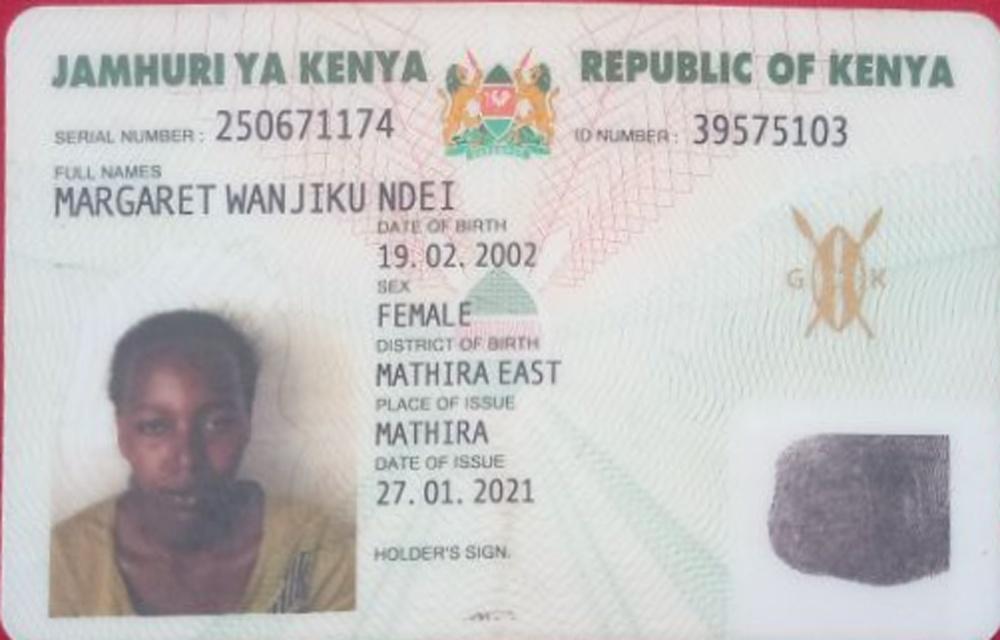 JAMHURI YA KENYA REPUBLIC OF KENYA
SERIAL NUMBER : 250671174 ID NUMBER : 39575103
FULL NAMES
MARGARET WANJIKU NDEI
DATE OF BIRTH
19. 02. 2002
SEX
FEMALE
G K
DISTRICT OF BIRTH
MATHIRA EAST
PLACE OF ISSUE
MATHIRA
DATE OF ISSUE
27. 01. 2021
HOLDER'S SIGN.